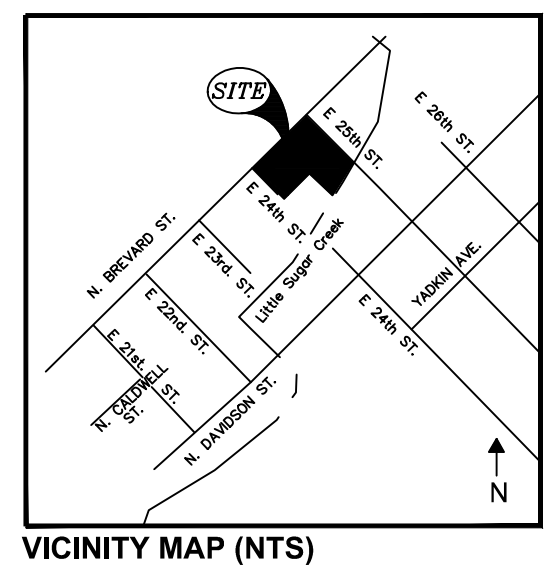 SITE
E 25th ST.
E 26th ST.
E 24th ST.
N. BREVARD ST.
E 23rd. ST.
Little Sugar Creek
YADKIN AVE.
E 22nd. ST.
E 24th ST.
E 21st. ST.
N. CALDWELL
ST.
N. DAVIDSON ST.
N
VICINITY MAP (NTS)